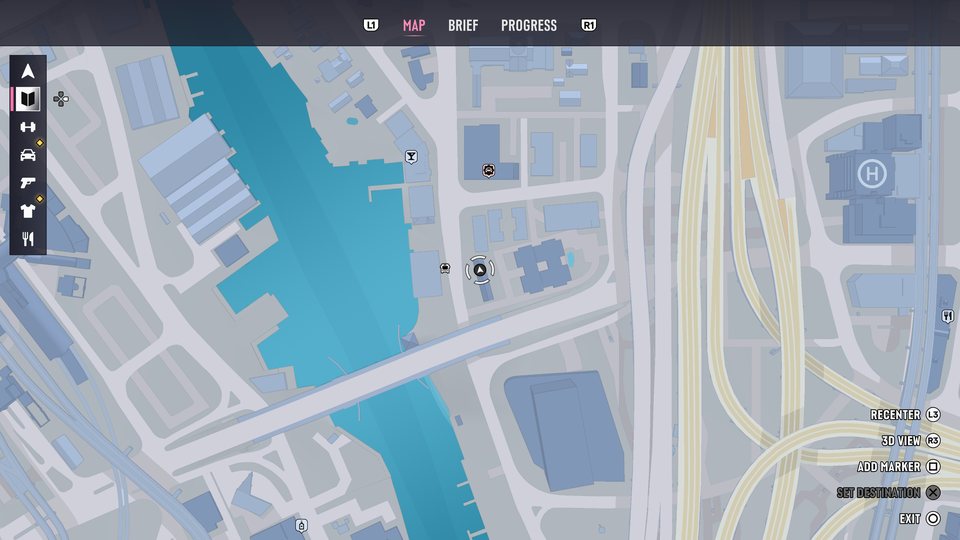 L1 MAP BRIEF PROGRESS R1
H
RECENTER L3
3D VIEW R3
ADD MARKER
SET DESTINATION
EXIT